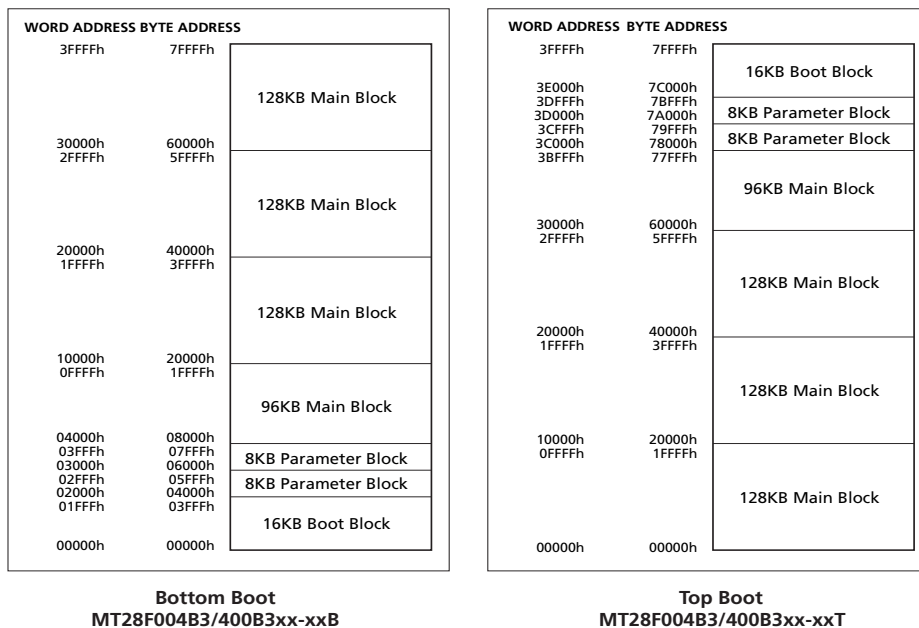 WORD ADDRESS BYTE ADDRESS
3FFFFh 7FFFFh
128KB Main Block
30000h 60000h
2FFFFh 5FFFFh
128KB Main Block
20000h 40000h
1FFFFh 3FFFFh
128KB Main Block
10000h 20000h
0FFFFh 1FFFFh
96KB Main Block
04000h 08000h
03FFFh 07FFFh
8KB Parameter Block
03000h 06000h
02FFFh 05FFFh
8KB Parameter Block
02000h 04000h
01FFFh 03FFFh
16KB Boot Block
00000h 00000h
Bottom Boot
MT28F004B3/400B3xx-xxB
WORD ADDRESS BYTE ADDRESS
3FFFFh 7FFFFh
16KB Boot Block
3E000h 7C000h
3DFFFh 7BFFFh
8KB Parameter Block
3D000h 7A000h
3CFFFh 79FFFh
8KB Parameter Block
3C000h 78000h
3BFFFh 77FFFh
96KB Main Block
30000h 60000h
2FFFFh 5FFFFh
128KB Main Block
20000h 40000h
1FFFFh 3FFFFh
128KB Main Block
10000h 20000h
0FFFFh 1FFFFh
128KB Main Block
00000h 00000h
Top Boot
MT28F004B3/400B3xx-xxT